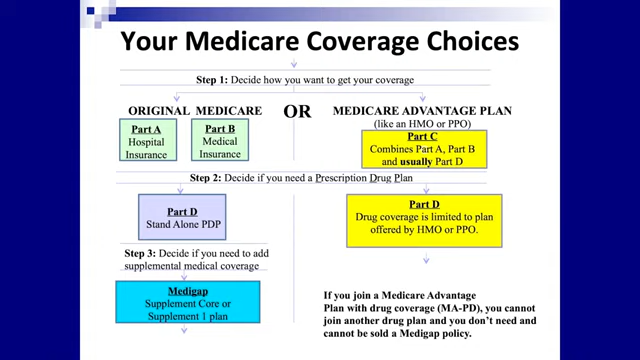 Your Medicare Coverage Choices
Step 1: Decide how you want to get your coverage
ORIGINAL MEDICARE
OR
MEDICARE ADVANTAGE PLAN
(like an HMO or PPO)
Part A
Hospital
Insurance
Part B
Medical
Insurance
Part C
Combines Part A, Part B
and usually Part D
Step 2: Decide if you need a Prescription Drug Plan
Part D
Stand Alone PDP
Part D
Drug coverage is limited to plan
offered by HMO or PPO.
Step 3: Decide if you need to add
supplemental medical coverage
Medigap
Supplement Core or
Supplement 1 plan
If you join a Medicare Advantage
Plan with drug coverage (MA-PD), you cannot
join another drug plan and you don't need and
cannot be sold a Medigap policy.